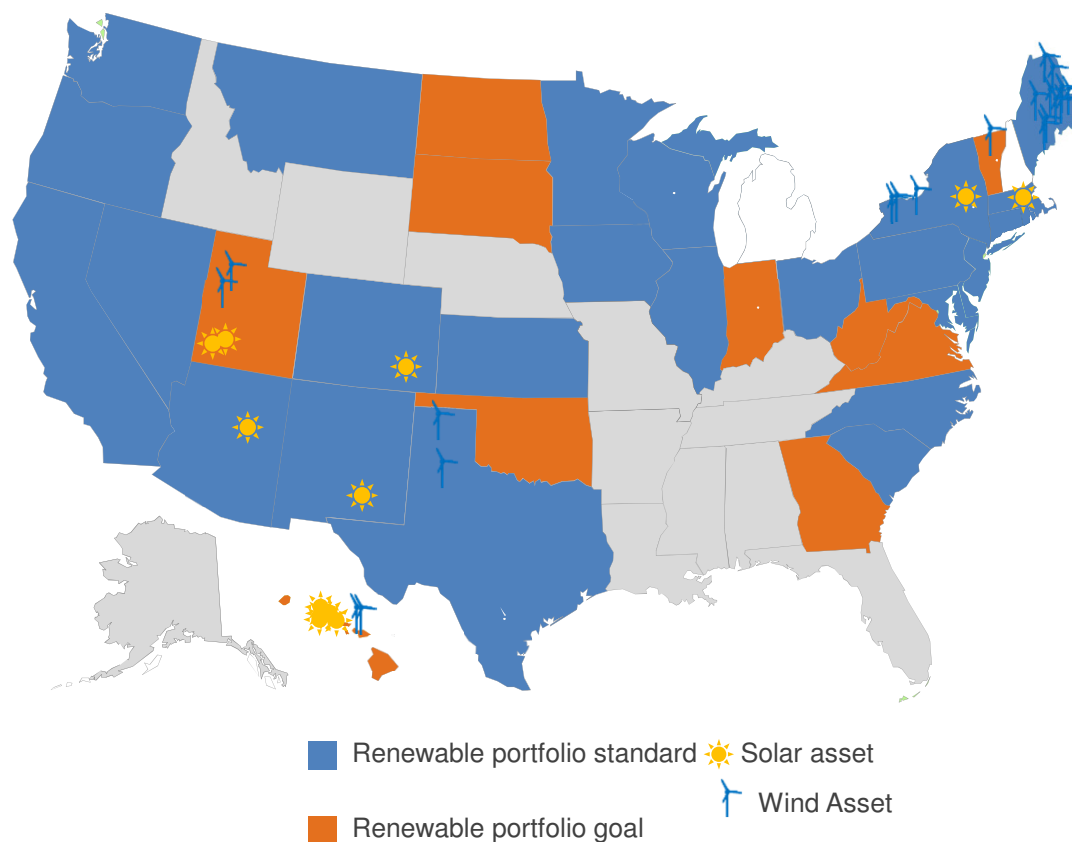 Renewable portfolio standard
Solar asset
Wind Asset
Renewable portfolio goal